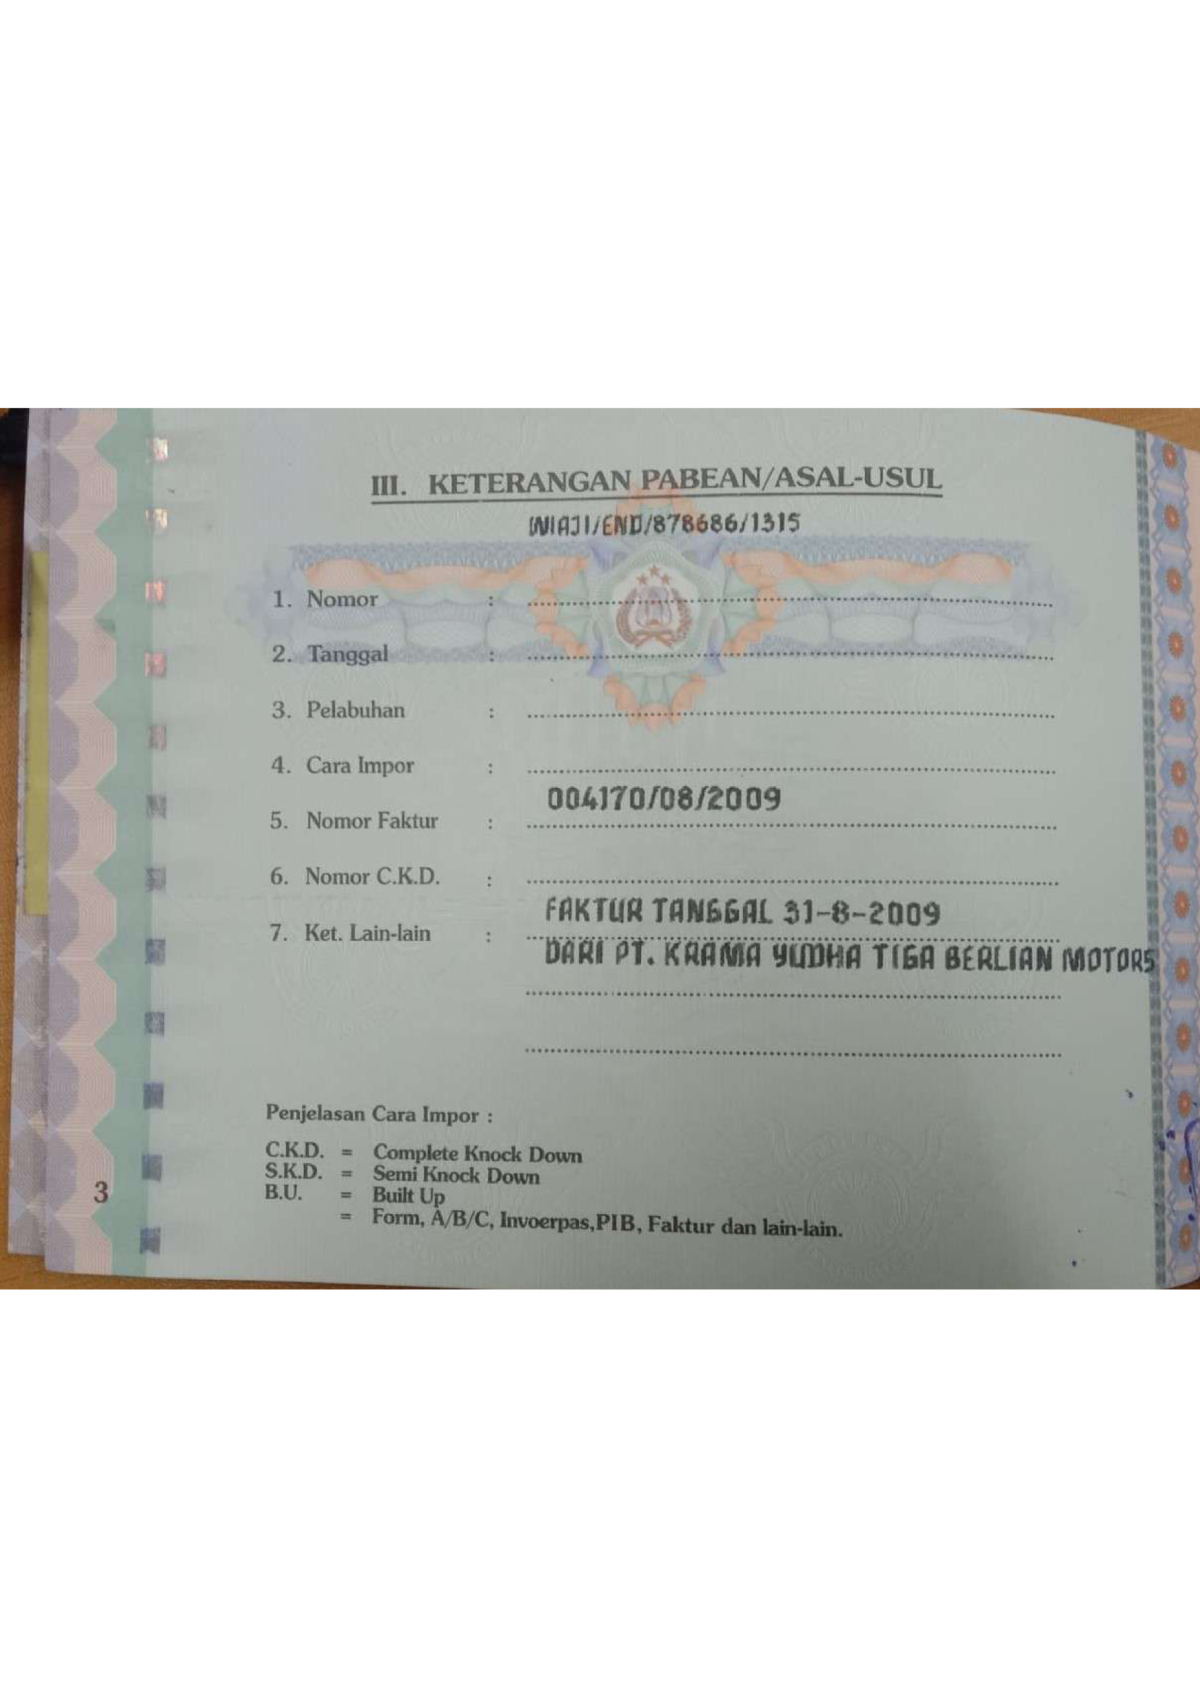 III. KETERANGAN PABEAN/ASAL-USUL
WIAJI/END/878686/1315
1. Nomor :
2. Tanggal :
3. Pelabuhan :
4. Cara Impor :
004170/08/2009
5. Nomor Faktur :
6. Nomor C.K.D. :
FAKTUR TANGGAL 31-8-2009
7. Ket. Lain-lain :
DARI PT. KRAMA YUDHA TIGA BERLIAN MOTORS
Penjelasan Cara Impor :
C.K.D. = Complete Knock Down
S.K.D. = Semi Knock Down
B.U. = Built Up
= Form, A/B/C, Invoerpas,PIB, Faktur dan lain-lain.
3